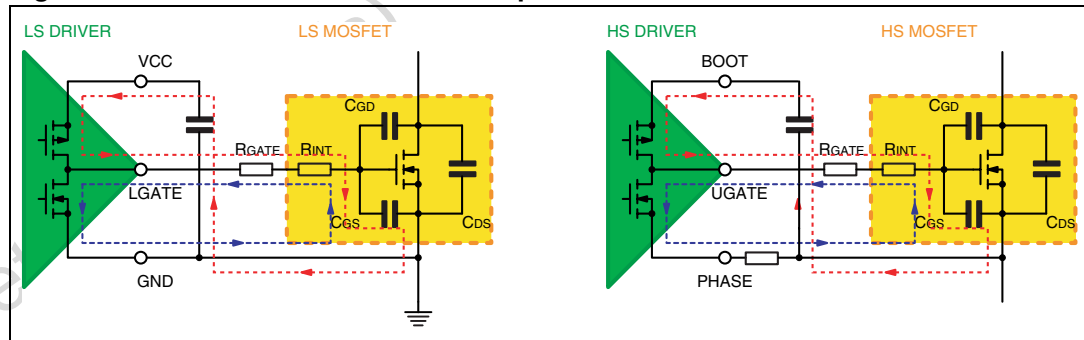 LS DRIVER
LS MOSFET
VCC
CGD
RGATE
RINT
LGATE
CGS
CDS
GND
HS DRIVER
HS MOSFET
BOOT
CGD
RGATE
RINT
UGATE
CGS
CDS
PHASE